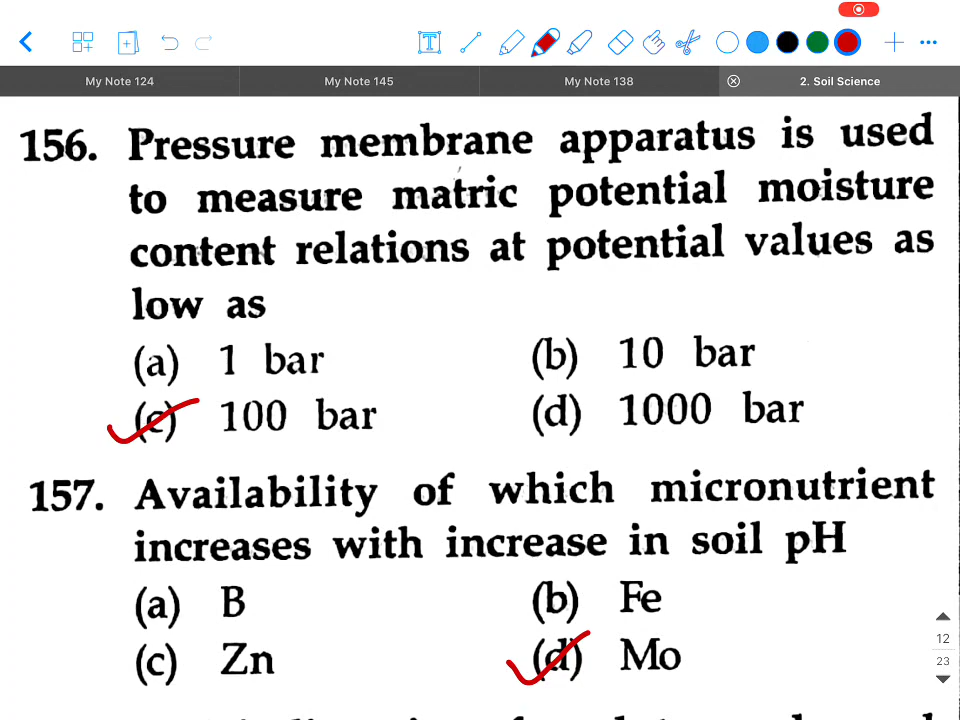 My Note 124
My Note 145
My Note 138
2. Soil Science
156. Pressure membrane apparatus is used
to measure matric potential moisture
content relations at potential values as
low as
(a) 1 bar (b) 10 bar
(c) 100 bar (d) 1000 bar
157. Availability of which micronutrient
increases with increase in soil pH
(a) B (b) Fe
(c) Zn (d) Mo
12
23